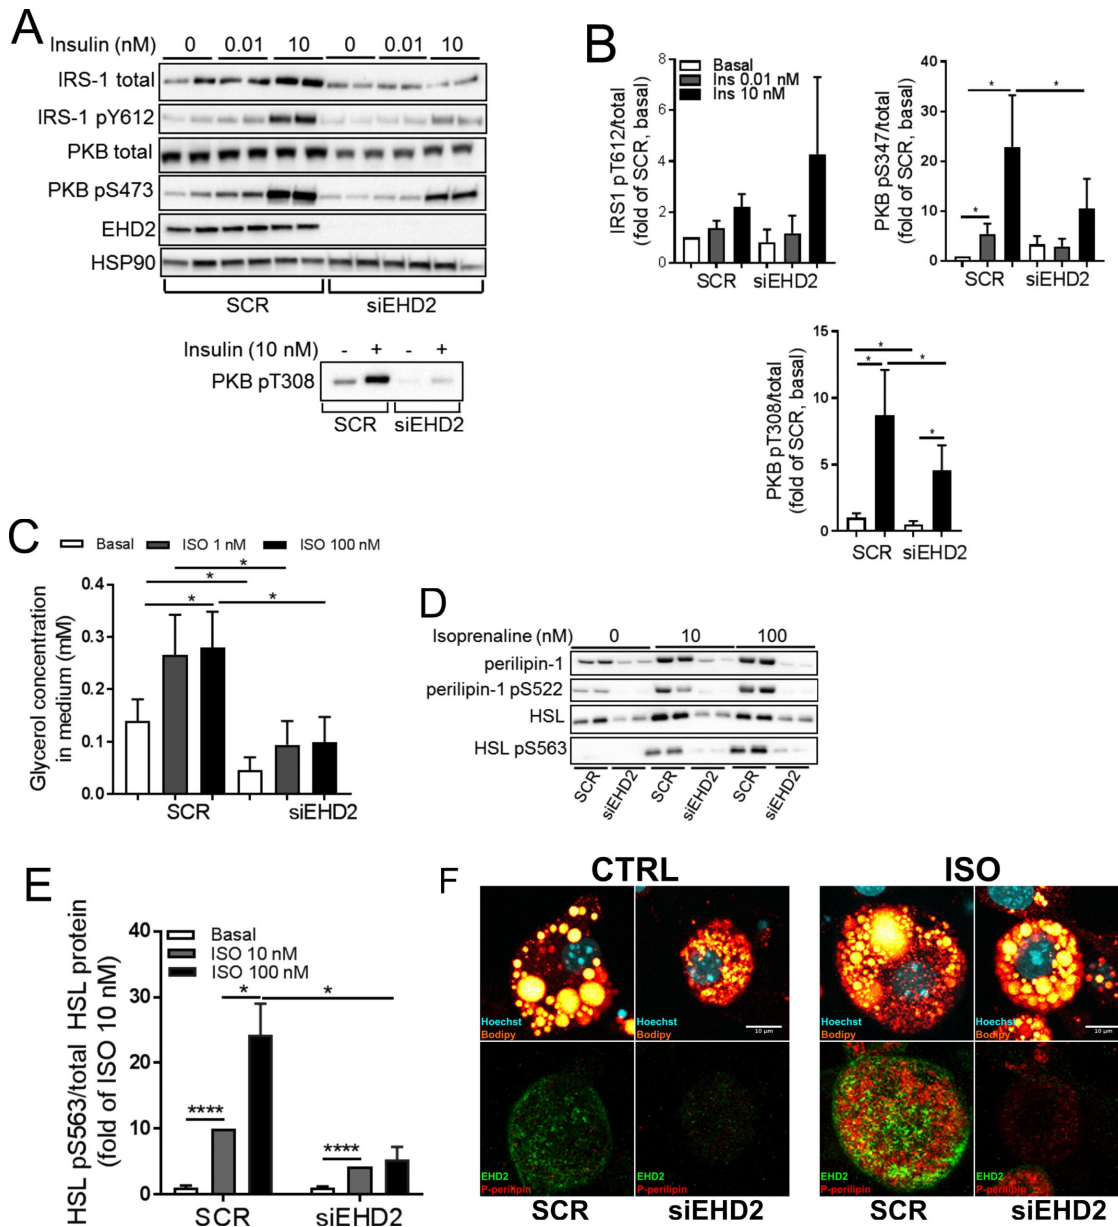 A
Insulin (nM) 0 0.01 10 0 0.01 10
IRS-1 total
IRS-1 pY612
PKB total
PKB pS473
EHD2
HSP90
SCR siEHD2
Insulin (10 nM) - + - +
PKB pT308
SCR siEHD2
B
Basal
Ins 0.01 nM
Ins 10 nM
IRS1 pT612/total
(fold of SCR, basal)
8
6
4
2
0
SCR siEHD2
PKB pS347/total
(fold of SCR, basal)
40
30
20
10
0
* * *
SCR siEHD2
PKB pT308/total
(fold of SCR, basal)
15
10
5
0
* * * *
SCR siEHD2
C
Basal ISO 1 nM ISO 100 nM
Glycerol concentration
in medium (mM)
0.4
0.3
0.2
0.1
0.0
* * * *
SCR siEHD2
D
Isoprenaline (nM) 0 10 100
perilipin-1
perilipin-1 pS522
HSL
HSL pS563
SCR siEHD2 SCR siEHD2 SCR siEHD2
E
Basal
ISO 10 nM
ISO 100 nM
HSL pS563/total HSL protein
(fold of ISO 10 nM)
40
30
20
10
0
**** * * ****
SCR siEHD2
F
CTRL ISO
Hoechst
Bodipy
Hoechst
Bodipy
10 µm
Hoechst
Bodipy
Hoechst
Bodipy
10 µm
EHD2
P-perilipin
EHD2
P-perilipin
EHD2
P-perilipin
EHD2
P-perilipin
SCR siEHD2 SCR siEHD2